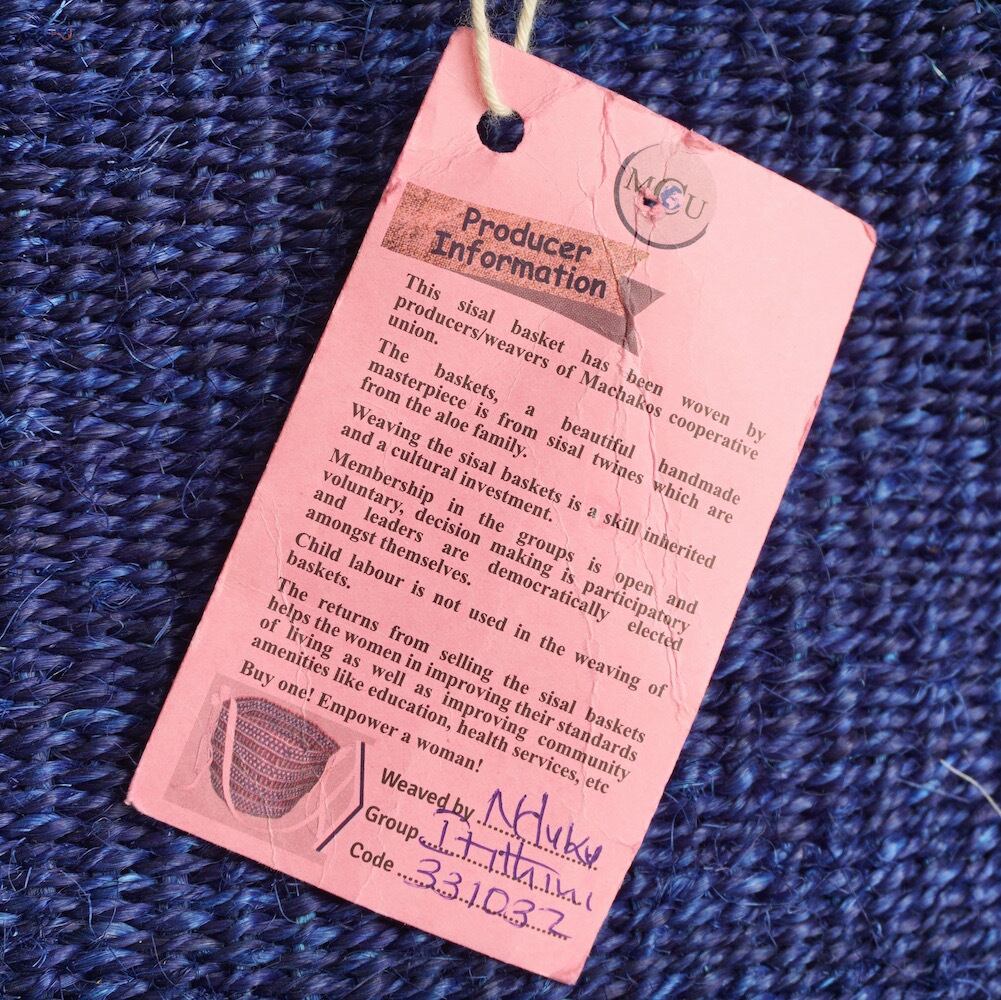 MCCU
Producer
Information
This sisal basket has been woven by
producers/weavers of Machakos cooperative
union.
The baskets, a beautiful handmade
masterpiece is from sisal twines which are
from the aloe family.
Weaving the sisal baskets is a skill inherited
and a cultural investment.
Membership in the groups is open and
voluntary, decision making is participatory
and leaders are democratically elected
amongst themselves.
Child labour is not used in the weaving of
baskets.
The returns from selling the sisal baskets
helps the women in improving their standards
of living as well as improving community
amenities like education, health services, etc
Buy one! Empower a woman!
Weaved by Nduku
Group Ithithini
Code 331032